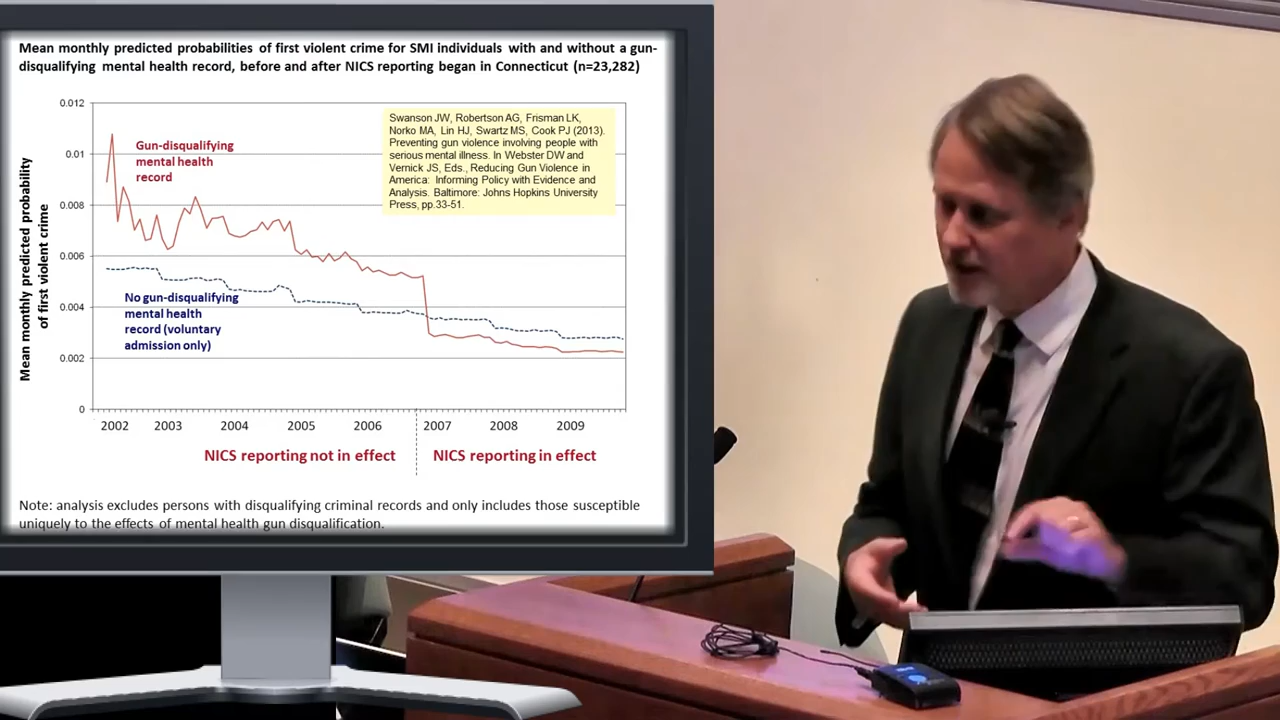 Mean monthly predicted probabilities of first violent crime for SMI individuals with and without a gun-
disqualifying mental health record, before and after NICS reporting began in Connecticut (n=23,282)
Mean monthly predicted probability
of first violent crime
0.012
0.01
0.008
0.006
0.004
0.002
0
Gun-disqualifying
mental health
record
Swanson JW, Robertson AG, Frisman LK,
Norko MA, Lin HJ, Swartz MS, Cook PJ (2013).
Preventing gun violence involving people with
serious mental illness. In Webster DW and
Vernick JS, Eds., Reducing Gun Violence in
America: Informing Policy with Evidence and
Analysis. Baltimore: Johns Hopkins University
Press, pp.33-51.
No gun-disqualifying
mental health
record (voluntary
admission only)
2002 2003 2004 2005 2006 2007 2008 2009
NICS reporting not in effect NICS reporting in effect
Note: analysis excludes persons with disqualifying criminal records and only includes those susceptible
uniquely to the effects of mental health gun disqualification.